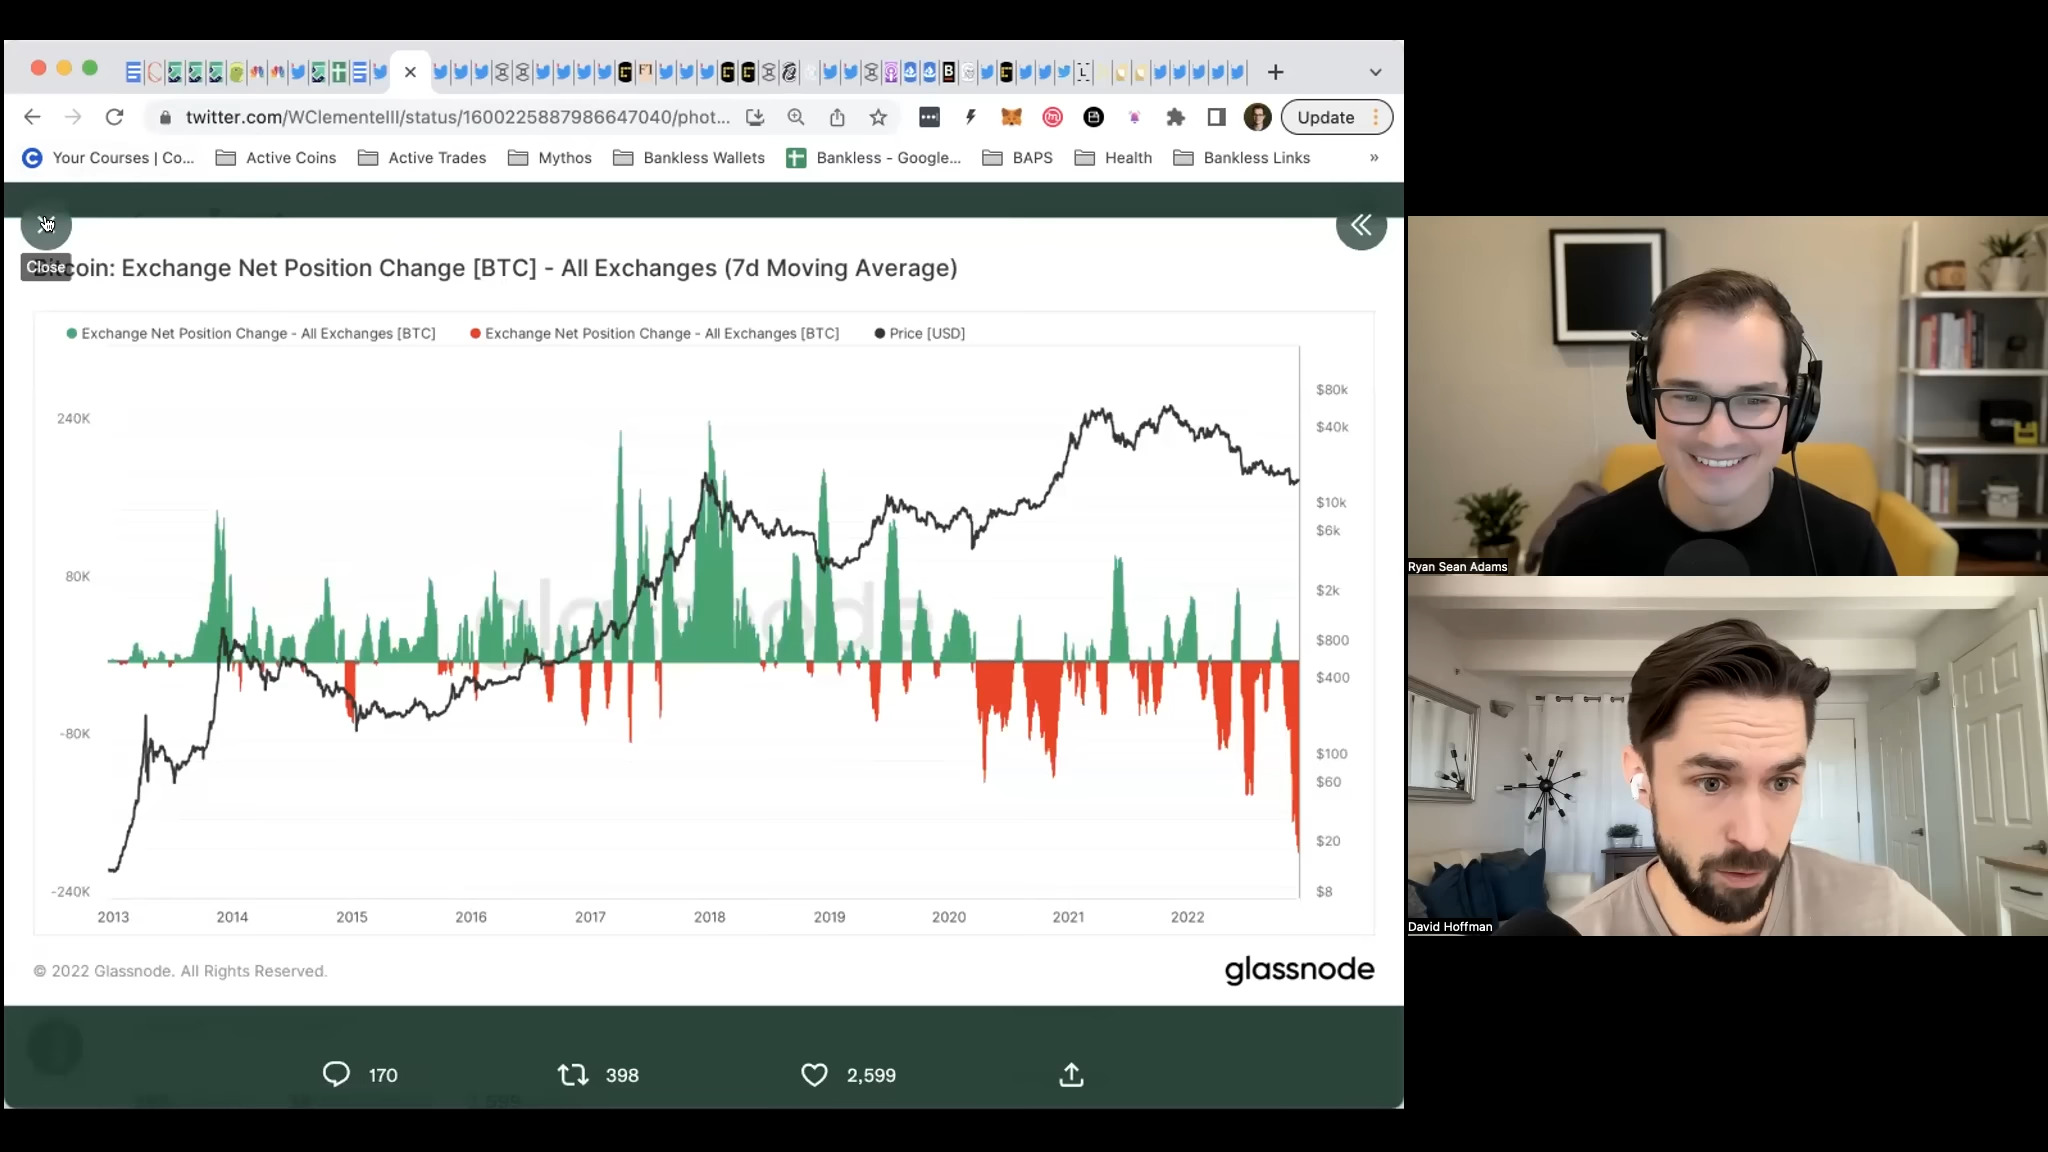 twitter.com/WClementeIII/status/1600225887986647040/phot...
Update
Your Courses | Co...
Active Coins
Active Trades
Mythos
Bankless Wallets
Bankless - Google...
BAPS
Health
Bankless Links
»
Close
coin: Exchange Net Position Change [BTC] - All Exchanges (7d Moving Average)
Exchange Net Position Change - All Exchanges [BTC]
Exchange Net Position Change - All Exchanges [BTC]
Price [USD]
240K
80K
-80K
-240K
$80k
$40k
$10k
$6k
$2k
$800
$400
$100
$60
$20
$8
2013
2014
2015
2016
2017
2018
2019
2020
2021
2022
glassnode
© 2022 Glassnode. All Rights Reserved.
glassnode
170
398
2,599
Ryan Sean Adams
David Hoffman